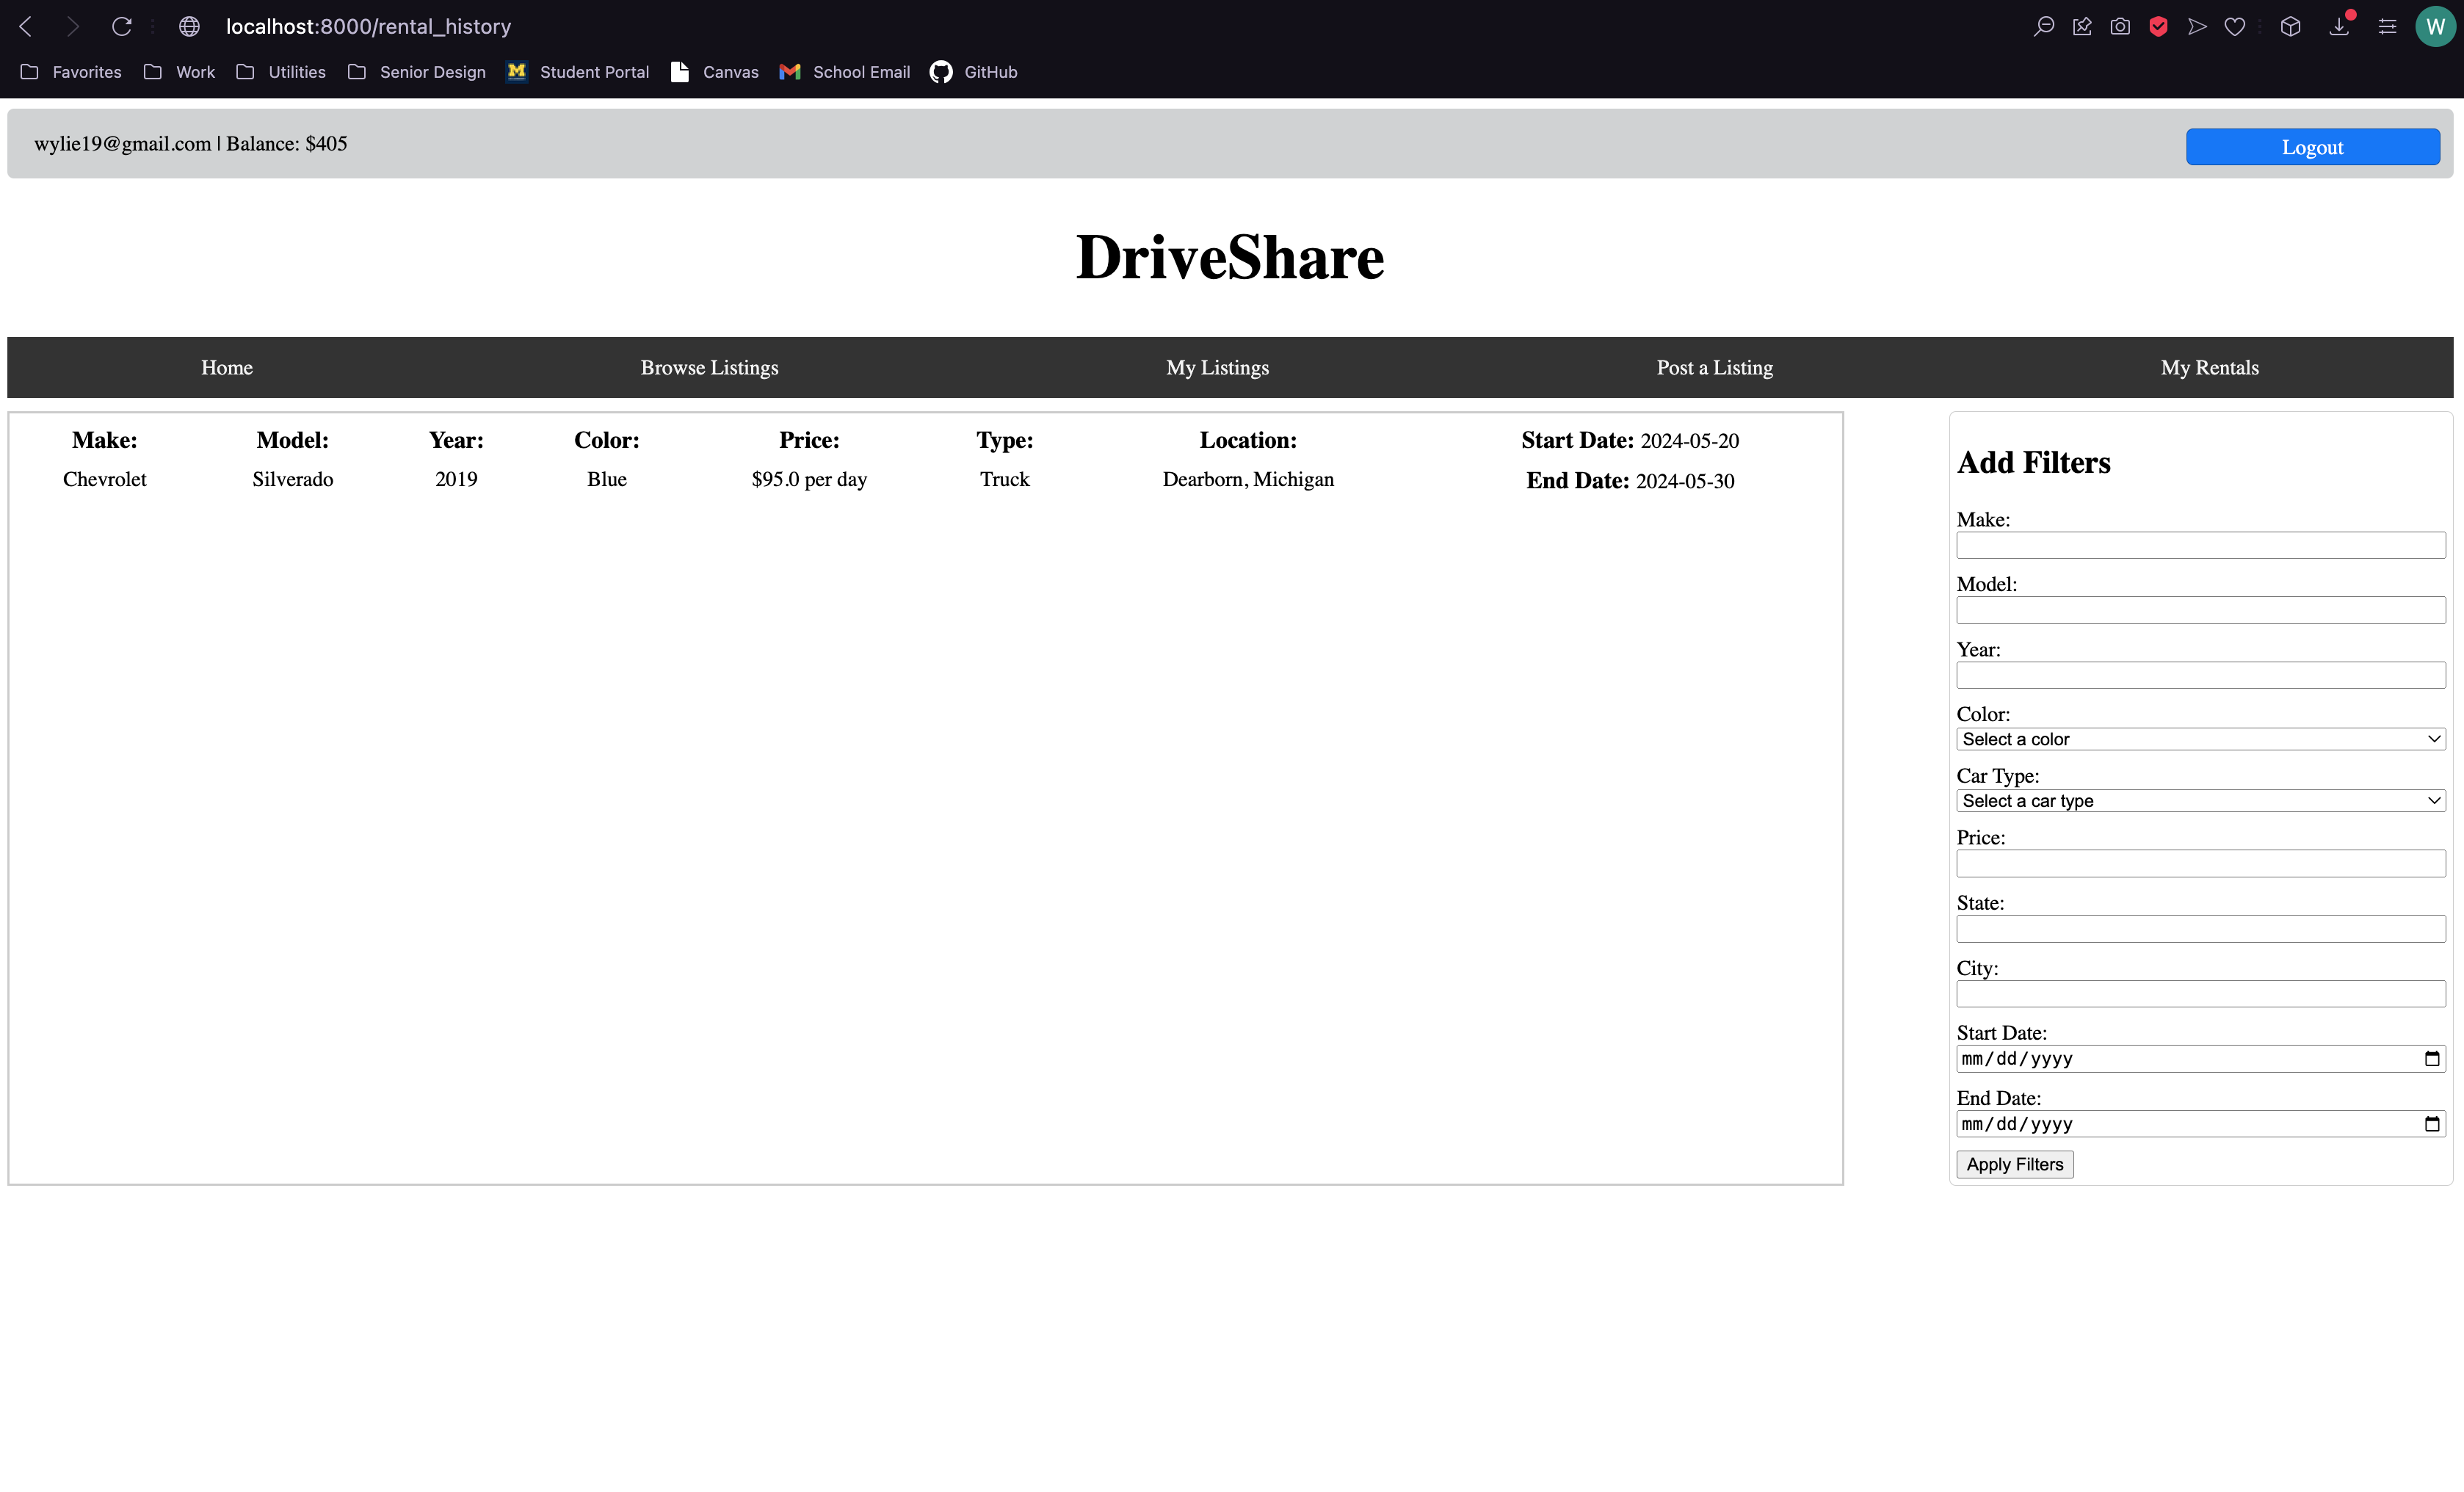 localhost:8000/rental_history
W
Favorites Work Utilities Senior Design M Student Portal Canvas School Email GitHub
wylie19@gmail.com | Balance: $405
Logout
DriveShare
Home Browse Listings My Listings Post a Listing My Rentals
Make: Model: Year: Color: Price: Type: Location: Start Date: 2024-05-20
Chevrolet Silverado 2019 Blue $95.0 per day Truck Dearborn, Michigan End Date: 2024-05-30
Add Filters
Make:
Model:
Year:
Color:
Select a color
Car Type:
Select a car type
Price:
State:
City:
Start Date:
mm/dd/yyyy
End Date:
mm/dd/yyyy
Apply Filters